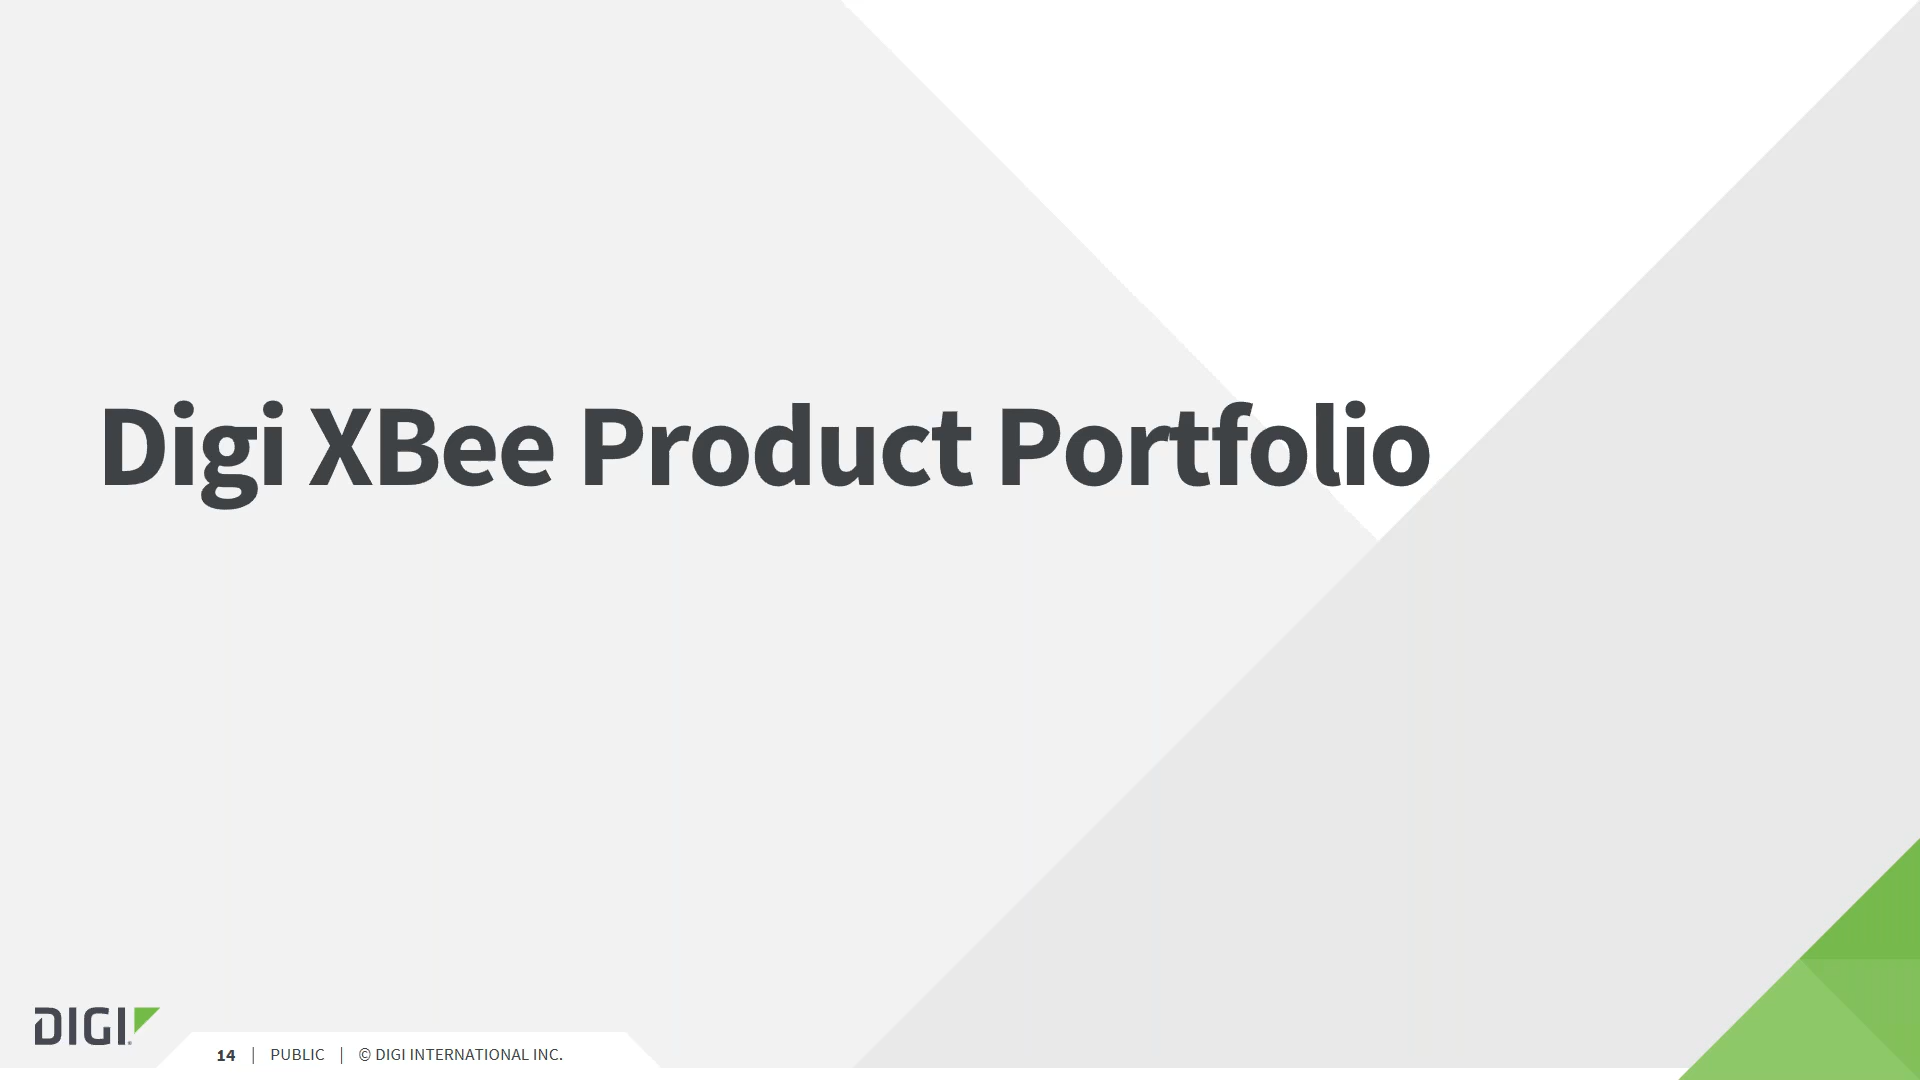 Digi XBee Product Portfolio
DIGI
14 | PUBLIC | © DIGI INTERNATIONAL INC.